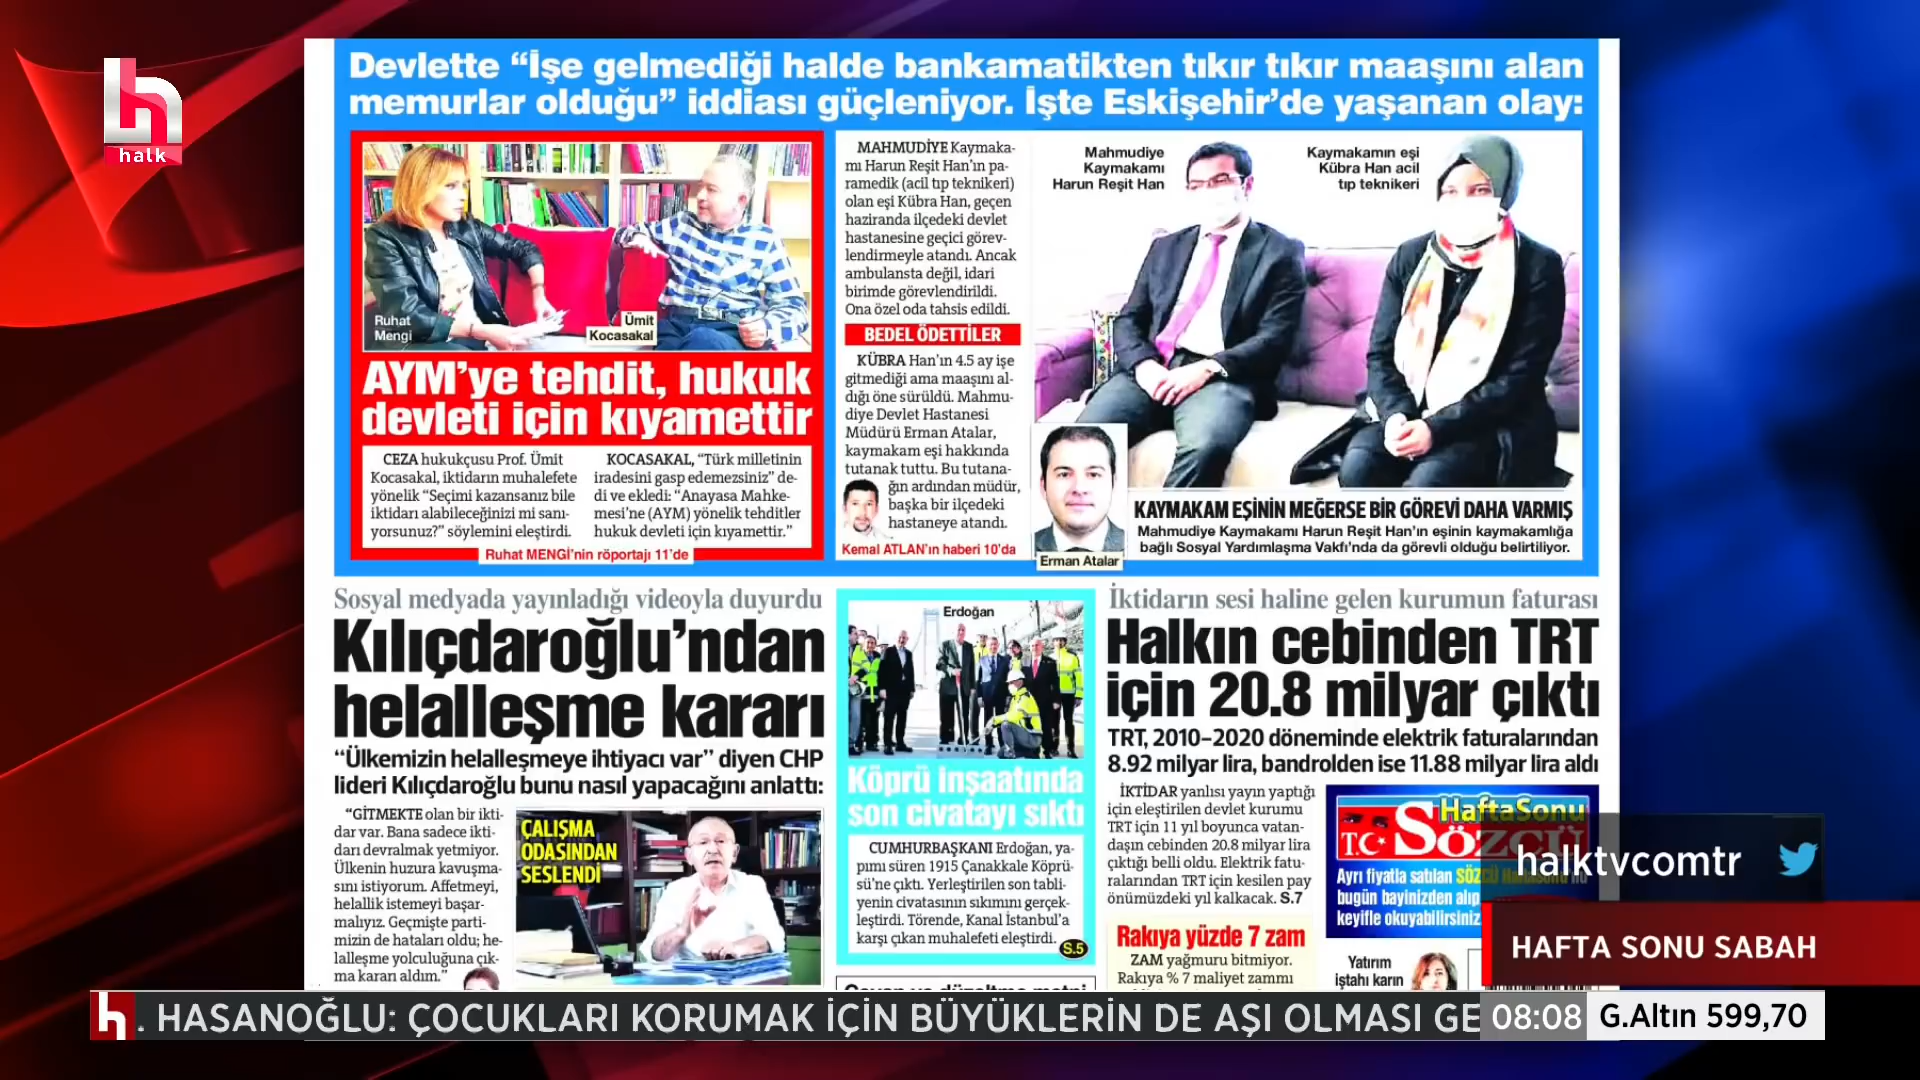 halk
Devlette “İşe gelmediği halde bankamatikten tıkır tıkır maaşını alan
memurlar olduğu” iddiası güçleniyor. İşte Eskişehir’de yaşanan olay:
Ruhat
Mengi
Ümit
Kocasakal
AYM’ye tehdit, hukuk
devleti için kıyamettir
CEZA hukukçusu Prof. Ümit
Kocasakal, iktidarın muhalefete
yönelik “Seçimi kazansanız bile
iktidarı alabileceğinizi mi sanı-
yorsunuz?” söylemini eleştirdi.
KOCASAKAL, “Türk milletinin
iradesini gasp edemezsiniz” de-
di ve ekledi: “Anayasa Mahke-
mesi’ne (AYM) yönelik tehditler
hukuk devleti için kıyamettir.”
Ruhat MENGİ’nin röportajı 11’de
MAHMUDİYE Kaymaka-
mı Harun Reşit Han’ın pa-
ramedik (acil tıp teknikeri)
olan eşi Kübra Han, geçen
haziranda ilçedeki devlet
hastanesine geçici görev-
lendirmeyle atandı. Ancak
ambulansta değil, idari
birimde görevlendirildi.
Ona özel oda tahsis edildi.
BEDEL ÖDETTİLER
KÜBRA Han’ın 4.5 ay işe
gitmediği ama maaşını al-
dığı öne sürüldü. Mahmu-
diye Devlet Hastanesi
Müdürü Erman Atalar,
kaymakam eşi hakkında
tutanak tuttu. Bu tutana-
ğın ardından müdür,
başka bir ilçedeki
hastaneye atandı.
Kemal ATLAN’ın haberi 10’da
Mahmudiye
Kaymakamı
Harun Reşit Han
Kaymakamın eşi
Kübra Han acil
tıp teknikeri
Erman Atalar
KAYMAKAM EŞİNİN MEĞERSE BİR GÖREVİ DAHA VARMIŞ
Mahmudiye Kaymakamı Harun Reşit Han’ın eşinin kaymakamlığa
bağlı Sosyal Yardımlaşma Vakfı’nda da görevli olduğu belirtiliyor.
Sosyal medyada yayınladığı videoyla duyurdu
Kılıçdaroğlu’ndan
helalleşme kararı
“Ülkemizin helalleşmeye ihtiyacı var” diyen CHP
lideri Kılıçdaroğlu bunu nasıl yapacağını anlattı:
“GİTMEKTE olan bir ikti-
dar var. Bana sadece ikti-
darı devralmak yetmiyor.
Ülkenin huzura kavuşma-
sını istiyorum. Affetmeyi,
helallik istemeyi başar-
malıyız. Geçmişte parti-
mizin de hataları oldu; he-
lalleşme yolculuğuna çık-
ma kararı aldım.”
ÇALIŞMA
ODASINDAN
SESLENDİ
Erdoğan
Köprü inşaatında
son civatayı sıktı
CUMHURBAŞKANI Erdoğan, ya-
pımı süren 1915 Çanakkale Köprü-
sü’ne çıktı. Yerleştirilen son tabli-
yenin civatasının sıkımını gerçek-
leştirdi. Törende, Kanal İstanbul’a
karşı çıkan muhalefeti eleştirdi.
S.5
İktidarın sesi haline gelen kurumun faturası
Halkın cebinden TRT
için 20.8 milyar çıktı
TRT, 2010–2020 döneminde elektrik faturalarından
8.92 milyar lira, bandrolden ise 11.88 milyar lira aldı
İKTİDAR yanlısı yayın yaptığı
için eleştirilen devlet kurumu
TRT için 11 yıl boyunca vatan-
daşın cebinden 20.8 milyar lira
çıktığı belli oldu. Elektrik fatu-
ralarından TRT için kesilen pay
önümüzdeki yıl kalkacak. S.7
Rakıya yüzde 7 zam
ZAM yağmuru bitmiyor.
Rakıya % 7 maliyet zammı
HaftaSonu
T.C. SÖZCÜ
Ayrı fiyatla satılan SÖZCÜ
bugün bayinizden alıp
keyifle okuyabilirsiniz
Yatırım
iştahı karın
halktvcomtr
HAFTA SONU SABAH
. HASANOĞLU: ÇOCUKLARI KORUMAK İÇİN BÜYÜKLERİN DE AŞI OLMASI GE
08:08
G.Altın 599,70